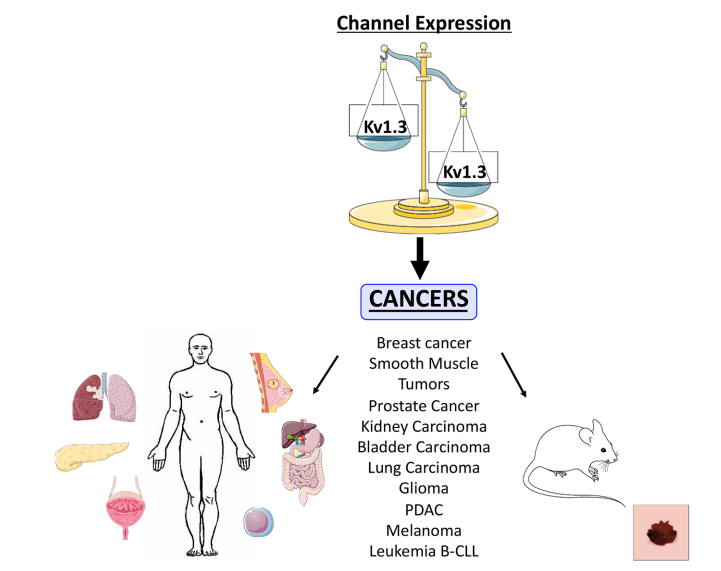 Channel Expression
Kv1.3
Kv1.3
CANCERS
Breast cancer
Smooth Muscle
Tumors
Prostate Cancer
Kidney Carcinoma
Bladder Carcinoma
Lung Carcinoma
Glioma
PDAC
Melanoma
Leukemia B-CLL